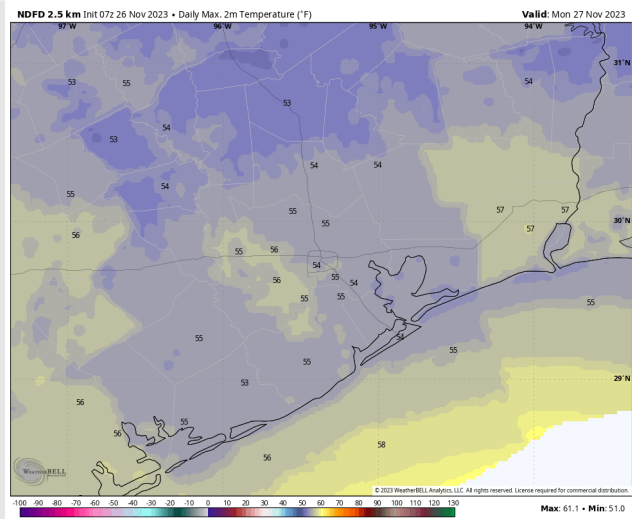 NDFD 2.5 km Init 07z 26 Nov 2023 • Daily Max. 2m Temperature (°F) Valid: Mon 27 Nov 2023
97°W 96°W 95°W 94°W
31°N
53 55 54
53
54
53
54 54
54
55 55 57 57
30°N
55 57
56
55 56
54
55
56 54
55 55
55
55 54
55
55
29°N
53
56
55
56
58
56
WEATHERBELL
© 2023 WeatherBELL Analytics, LLC. All rights reserved. License required for commercial distribution.
-100 -90 -80 -70 -60 -50 -40 -30 -20 -10 0 10 20 30 40 50 60 70 80 90 100 110 120 130 Max: 61.1 • Min: 51.0